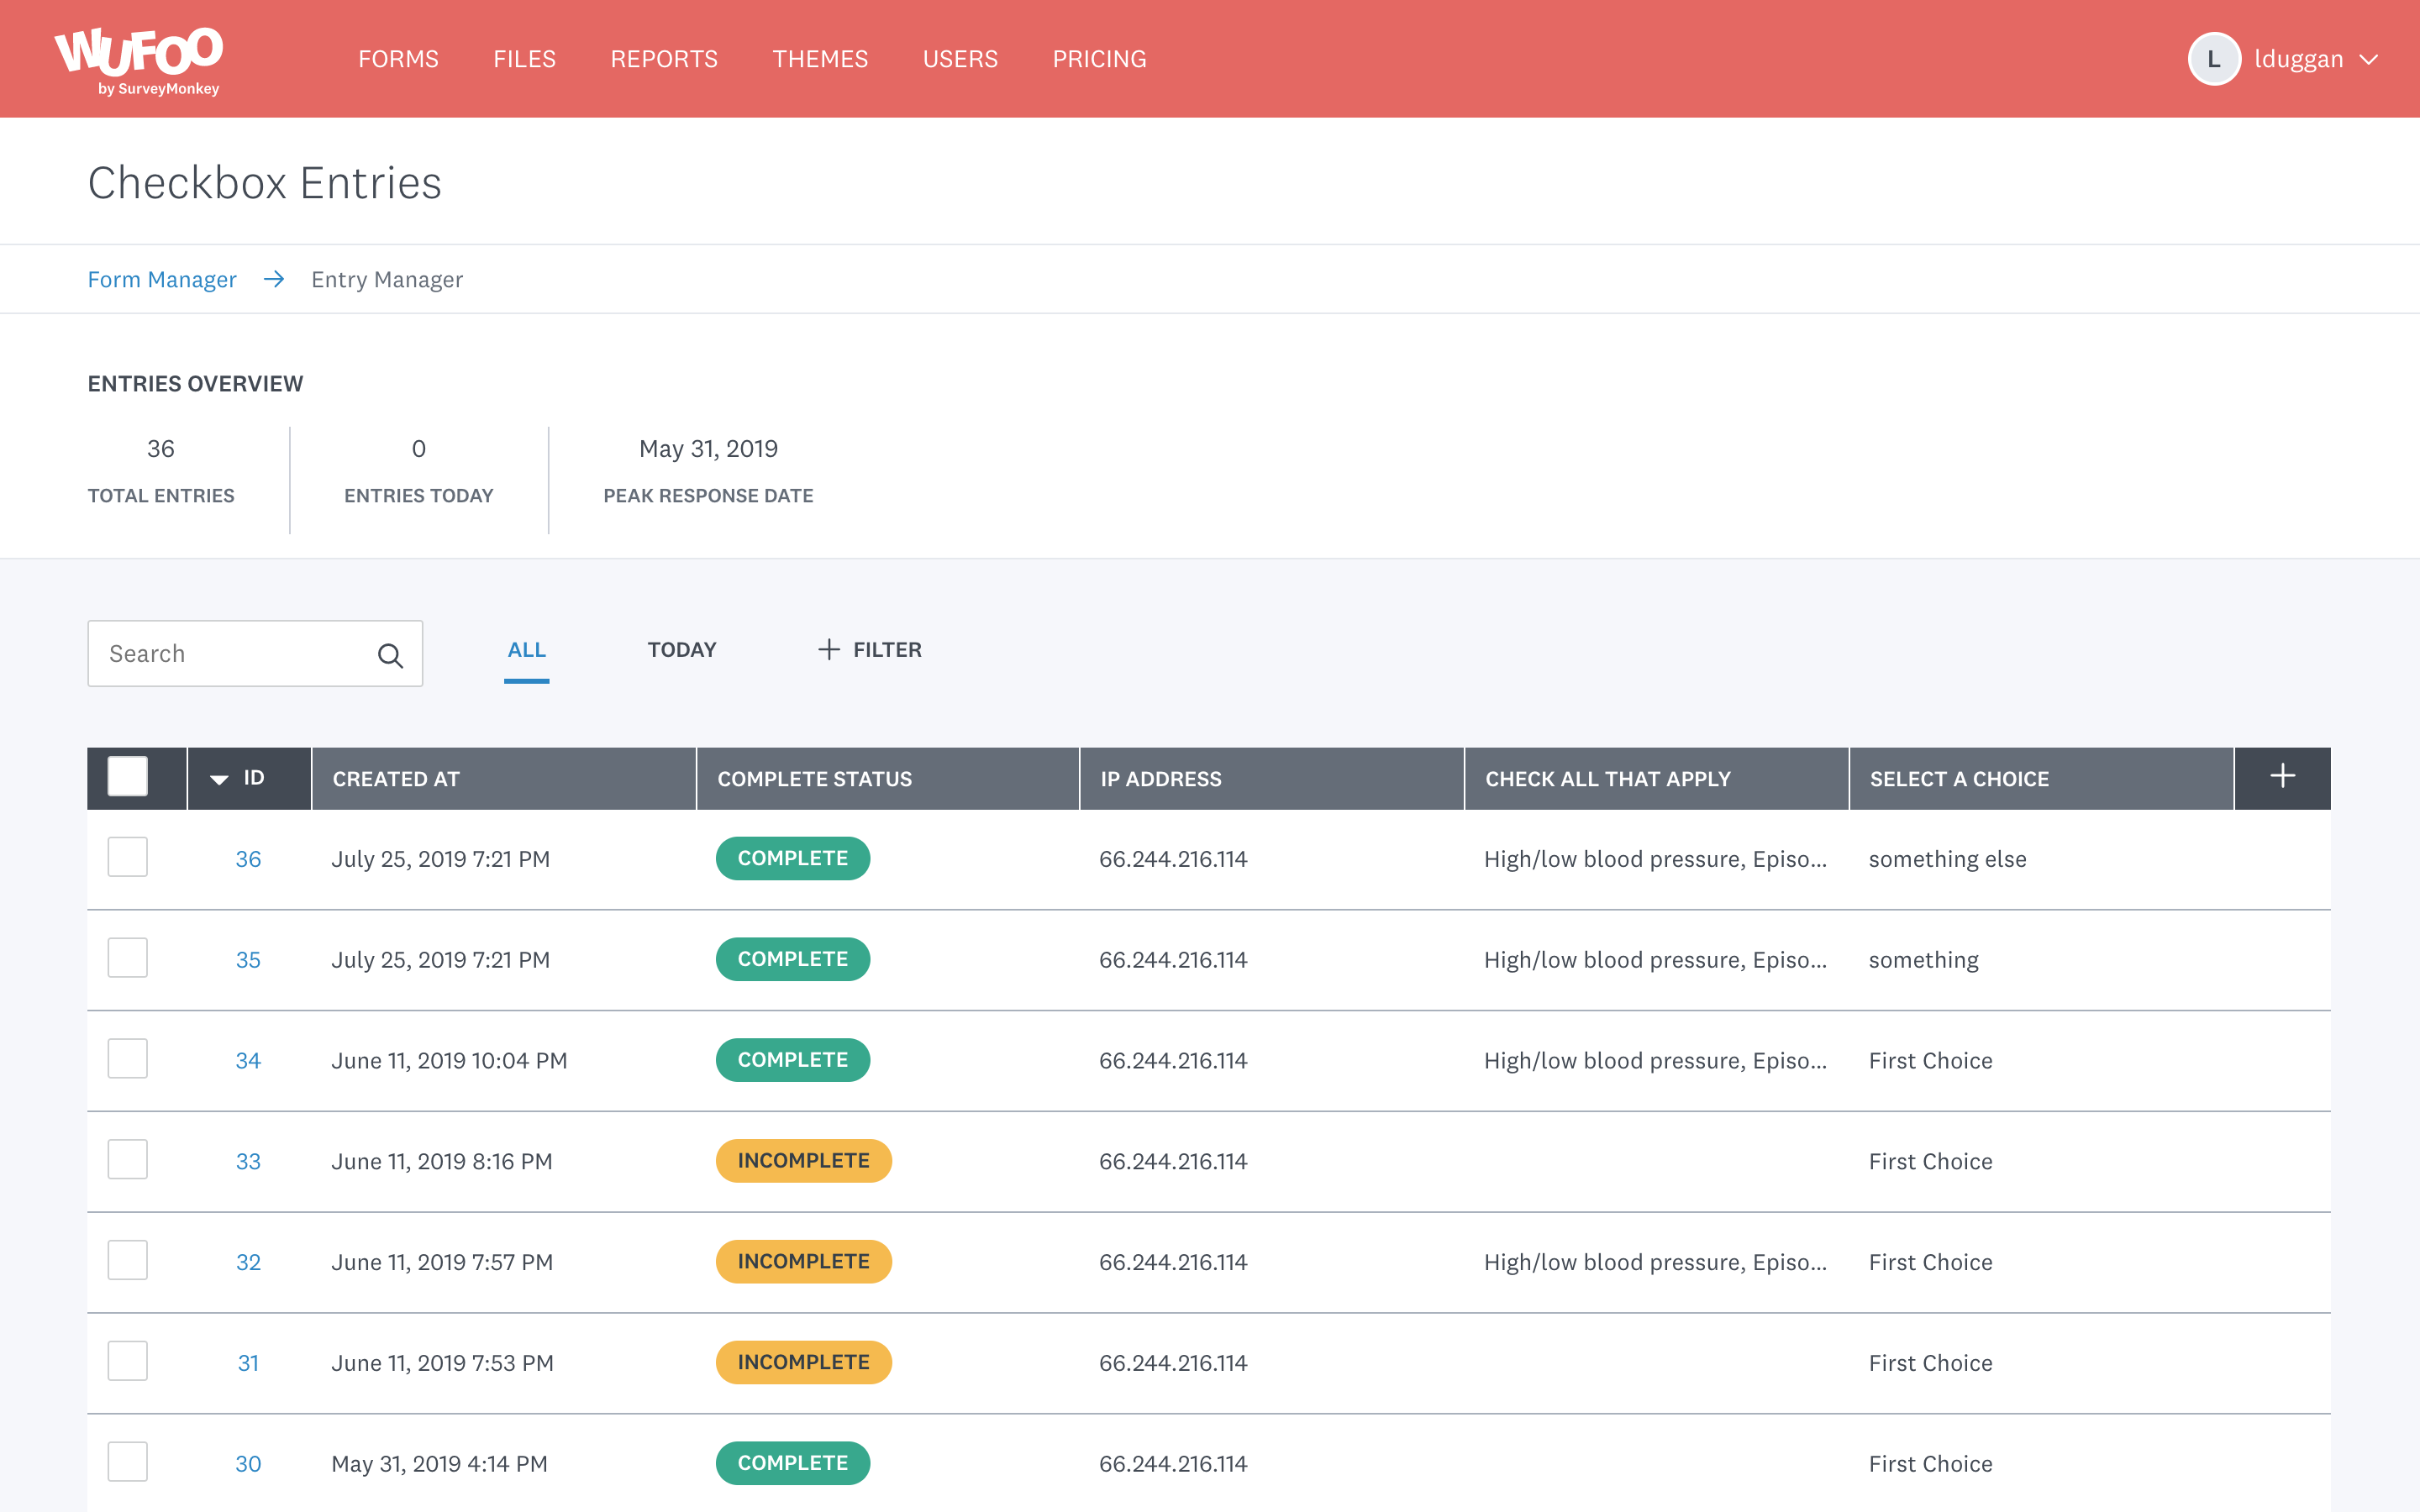 WUFOO
by SurveyMonkey
FORMS FILES REPORTS THEMES USERS PRICING
L lduggan
Checkbox Entries
Form Manager → Entry Manager
ENTRIES OVERVIEW
36 0 May 31, 2019
TOTAL ENTRIES ENTRIES TODAY PEAK RESPONSE DATE
Search ALL TODAY + FILTER
ID CREATED AT COMPLETE STATUS IP ADDRESS CHECK ALL THAT APPLY SELECT A CHOICE +
36 July 25, 2019 7:21 PM COMPLETE 66.244.216.114 High/low blood pressure, Episo... something else
35 July 25, 2019 7:21 PM COMPLETE 66.244.216.114 High/low blood pressure, Episo... something
34 June 11, 2019 10:04 PM COMPLETE 66.244.216.114 High/low blood pressure, Episo... First Choice
33 June 11, 2019 8:16 PM INCOMPLETE 66.244.216.114 First Choice
32 June 11, 2019 7:57 PM INCOMPLETE 66.244.216.114 High/low blood pressure, Episo... First Choice
31 June 11, 2019 7:53 PM INCOMPLETE 66.244.216.114 First Choice
30 May 31, 2019 4:14 PM COMPLETE 66.244.216.114 First Choice